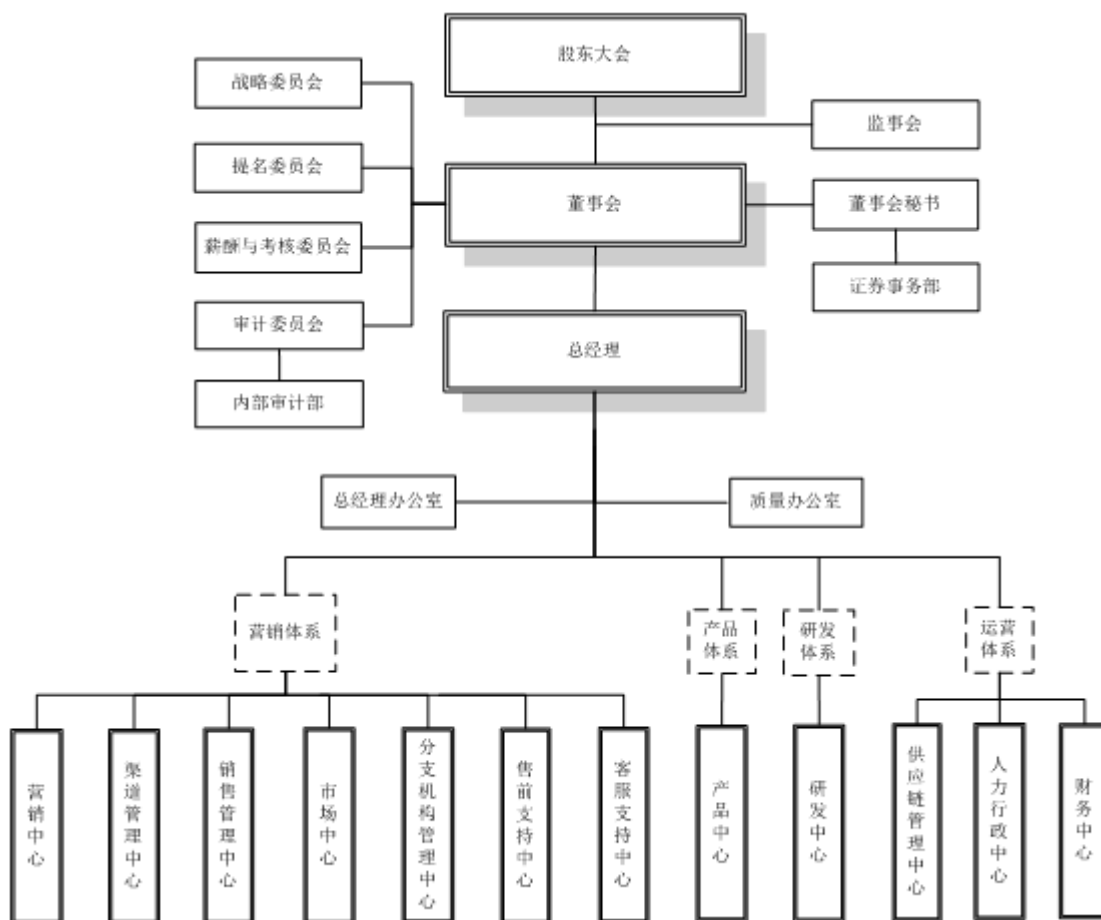 股东大会
战略委员会
监事会
提名委员会
董事会
董事会秘书
薪酬与考核委员会
证券事务部
审计委员会
总经理
内部审计部
总经理办公室
质量办公室
营销体系
产品
体系
研发
体系
运营
体系
营销中心
渠道管理中心
销售管理中心
市场中心
分支机构管理中心
售前支持中心
客服支持中心
产品中心
研发中心
供应链管理中心
人力行政中心
财务中心